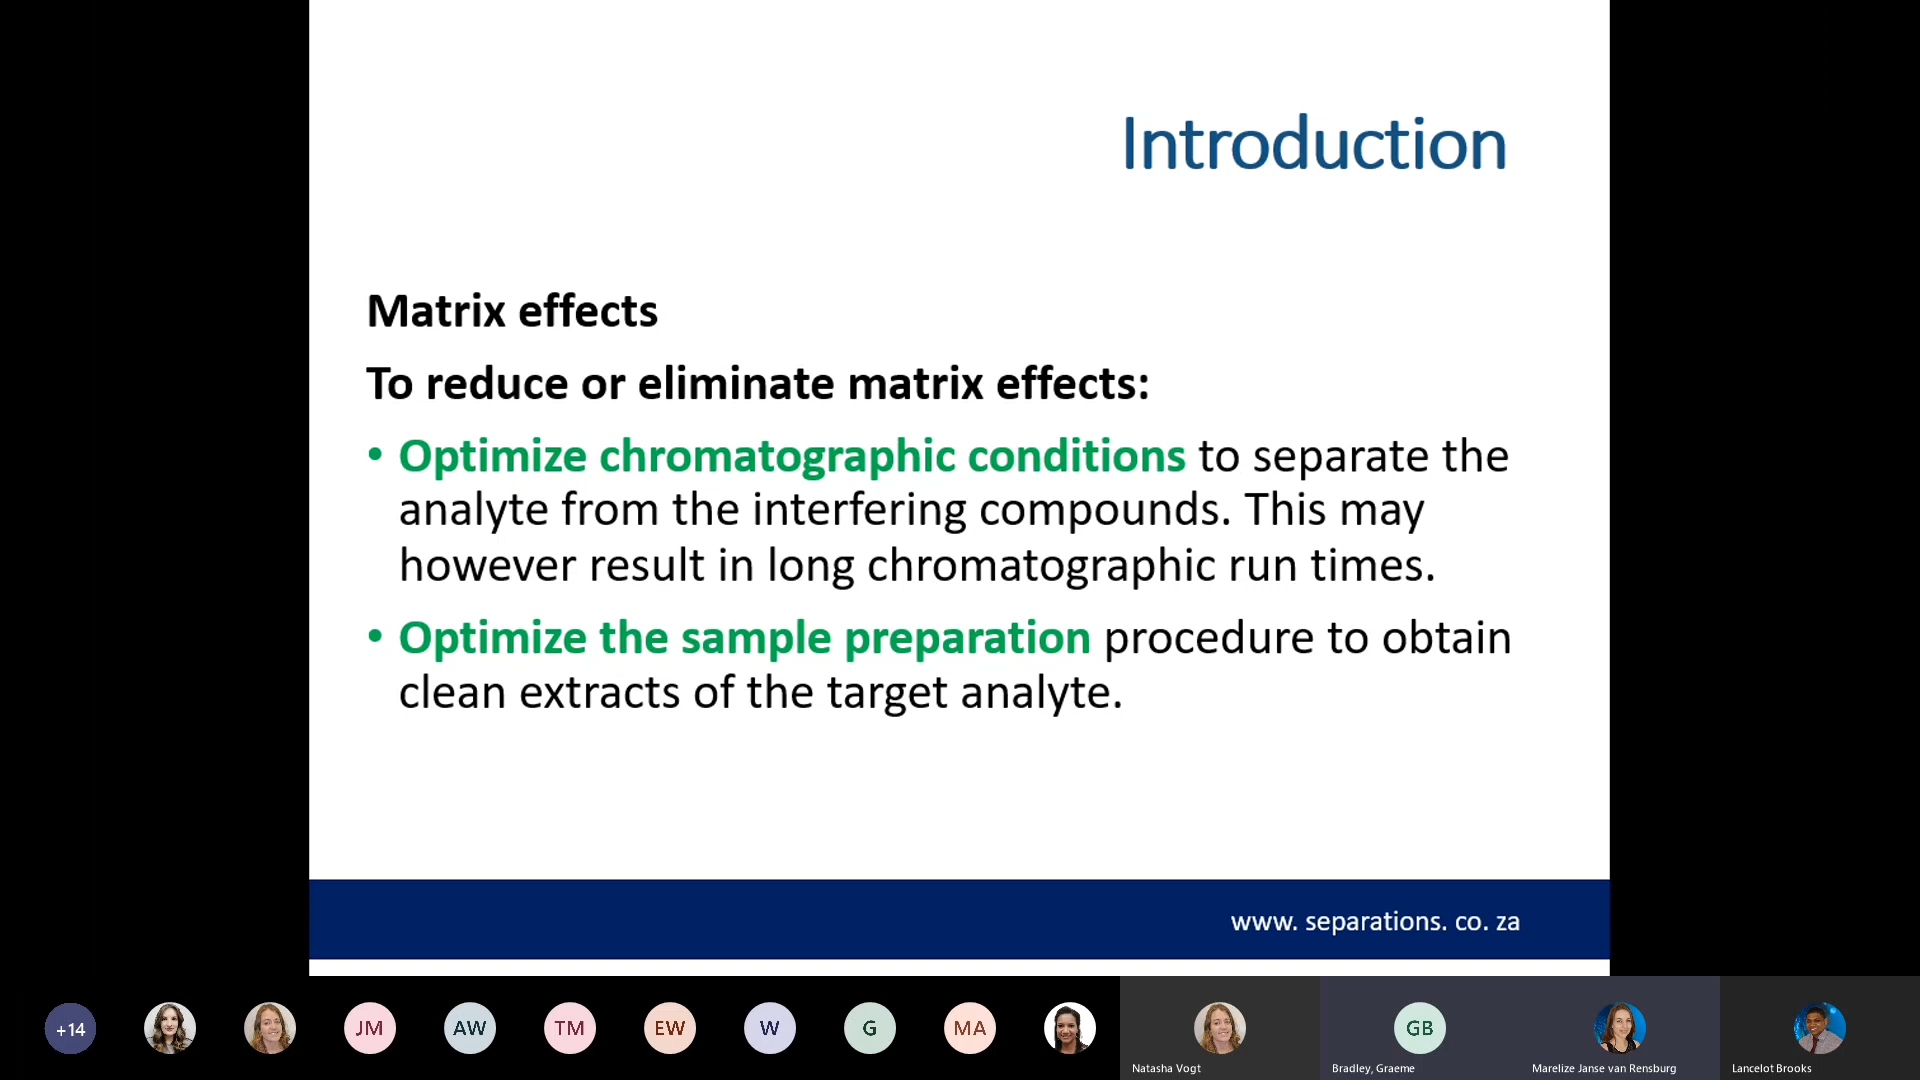 Introduction
Matrix effects
To reduce or eliminate matrix effects:
• Optimize chromatographic conditions to separate the
analyte from the interfering compounds. This may
however result in long chromatographic run times.
• Optimize the sample preparation procedure to obtain
clean extracts of the target analyte.
www. separations. co. za
+14
JM
AW
TM
EW
W
G
MA
GB
Natasha Vogt
Bradley, Graeme
Marelize Janse van Rensburg
Lancelot Brooks